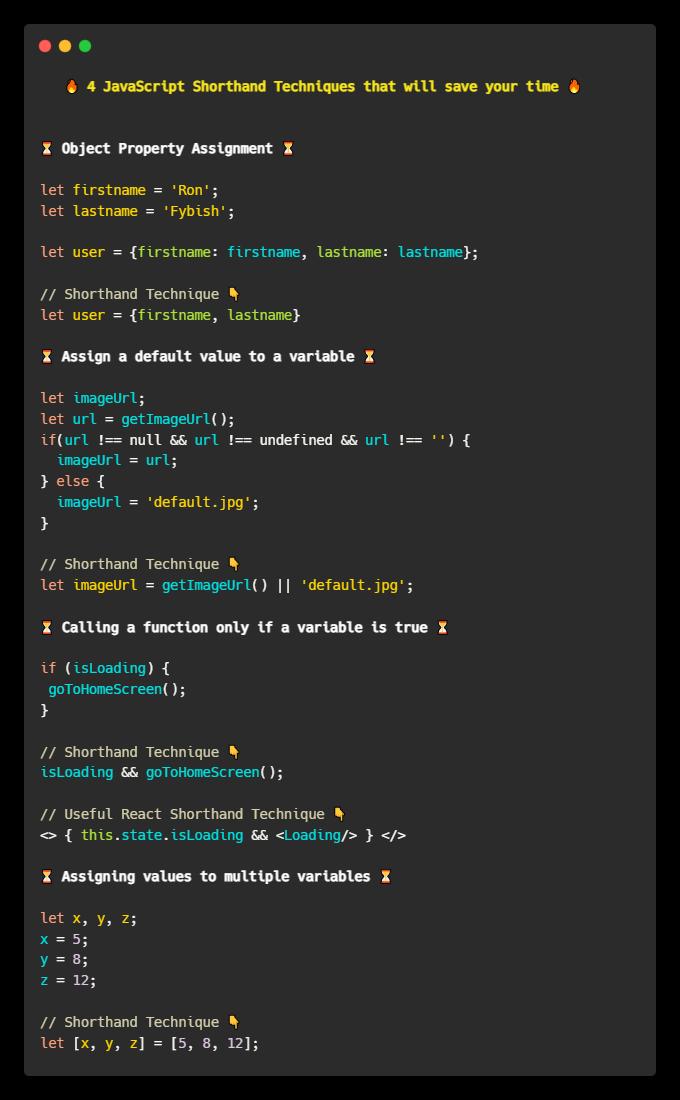 🔥 4 JavaScript Shorthand Techniques that will save your time 🔥
⏳ Object Property Assignment ⏳
let firstname = 'Ron';
let lastname = 'Fybish';
let user = {firstname: firstname, lastname: lastname};
// Shorthand Technique 👇
let user = {firstname, lastname}
⏳ Assign a default value to a variable ⏳
let imageUrl;
let url = getImageUrl();
if(url !== null && url !== undefined && url !== '') {
  imageUrl = url;
} else {
  imageUrl = 'default.jpg';
}
// Shorthand Technique 👇
let imageUrl = getImageUrl() || 'default.jpg';
⏳ Calling a function only if a variable is true ⏳
if (isLoading) {
 goToHomeScreen();
}
// Shorthand Technique 👇
isLoading && goToHomeScreen();
// Useful React Shorthand Technique 👇
<> { this.state.isLoading && <Loading/> } </>
⏳ Assigning values to multiple variables ⏳
let x, y, z;
x = 5;
y = 8;
z = 12;
// Shorthand Technique 👇
let [x, y, z] = [5, 8, 12];